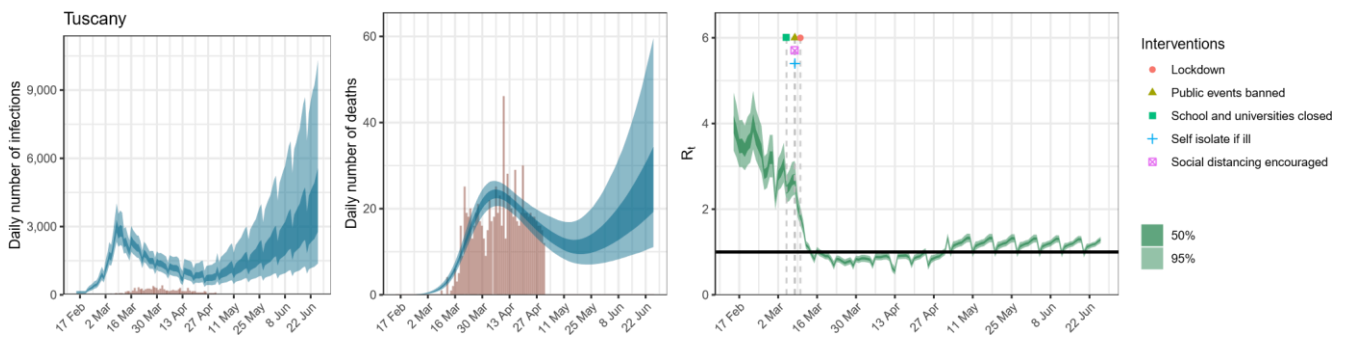 Tuscany
Daily number of infections
9,000
6,000
3,000
0
17 Feb
2 Mar
16 Mar
30 Mar
13 Apr
27 Apr
11 May
25 May
8 Jun
22 Jun
Daily number of deaths
60
40
20
0
17 Feb
2 Mar
16 Mar
30 Mar
13 Apr
27 Apr
11 May
25 May
8 Jun
22 Jun
Rt
6
4
2
0
17 Feb
2 Mar
16 Mar
30 Mar
13 Apr
27 Apr
11 May
25 May
8 Jun
22 Jun
Interventions
Lockdown
Public events banned
School and universities closed
Self isolate if ill
Social distancing encouraged
50%
95%